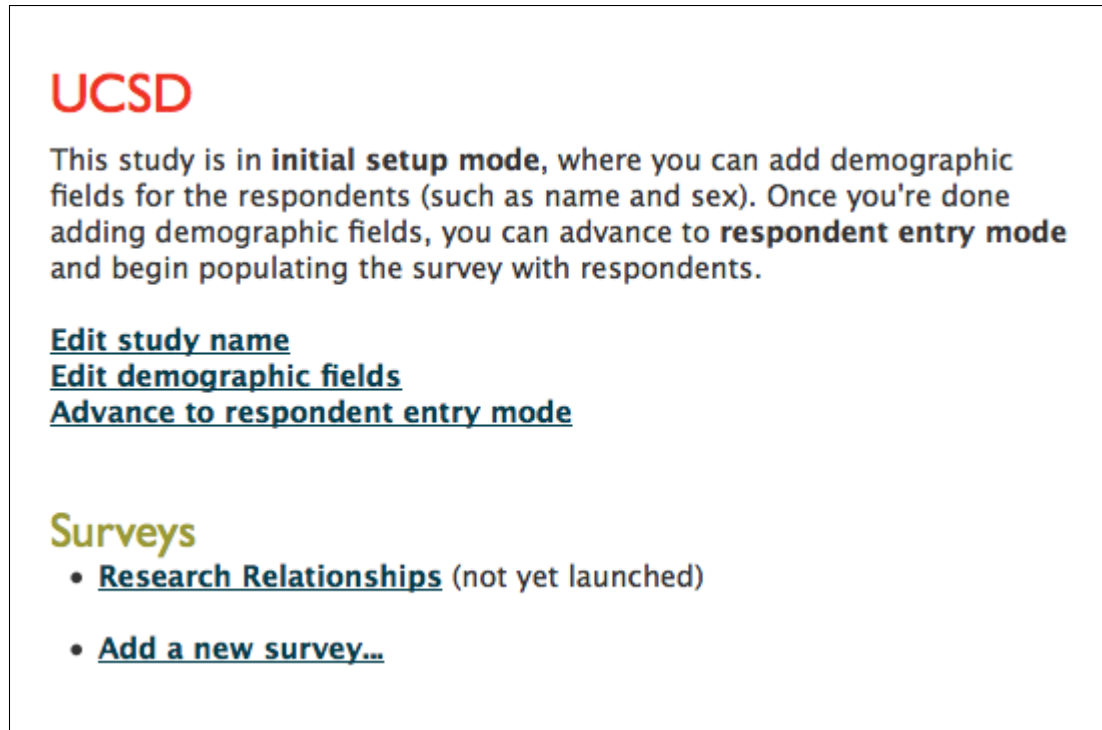 UCSD
This study is in initial setup mode, where you can add demographic
fields for the respondents (such as name and sex). Once you're done
adding demographic fields, you can advance to respondent entry mode
and begin populating the survey with respondents.
Edit study name
Edit demographic fields
Advance to respondent entry mode
Surveys
• Research Relationships (not yet launched)
• Add a new survey...